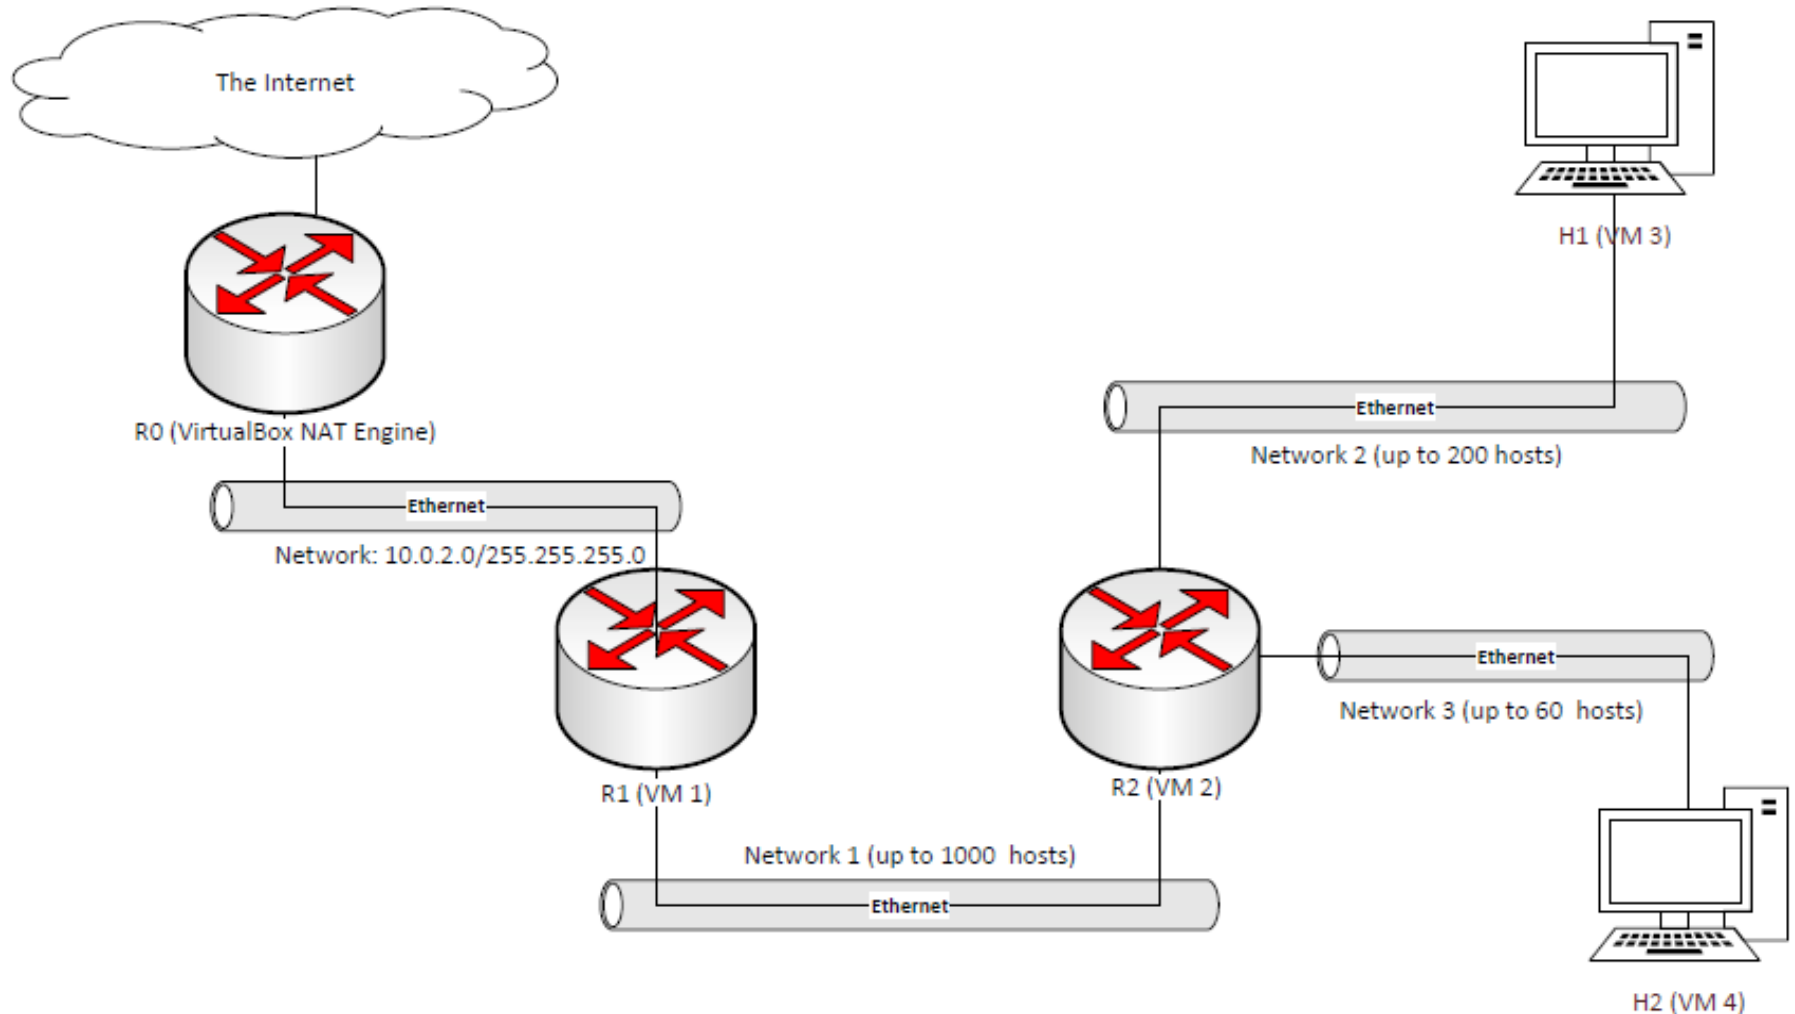 The Internet
H1 (VM 3)
Ethernet
Network 2 (up to 200 hosts)
R0 (VirtualBox NAT Engine)
Ethernet
Network: 10.0.2.0/255.255.255.0
Ethernet
Network 3 (up to 60  hosts)
R1 (VM 1)
R2 (VM 2)
Network 1 (up to 1000  hosts)
Ethernet
H2 (VM 4)